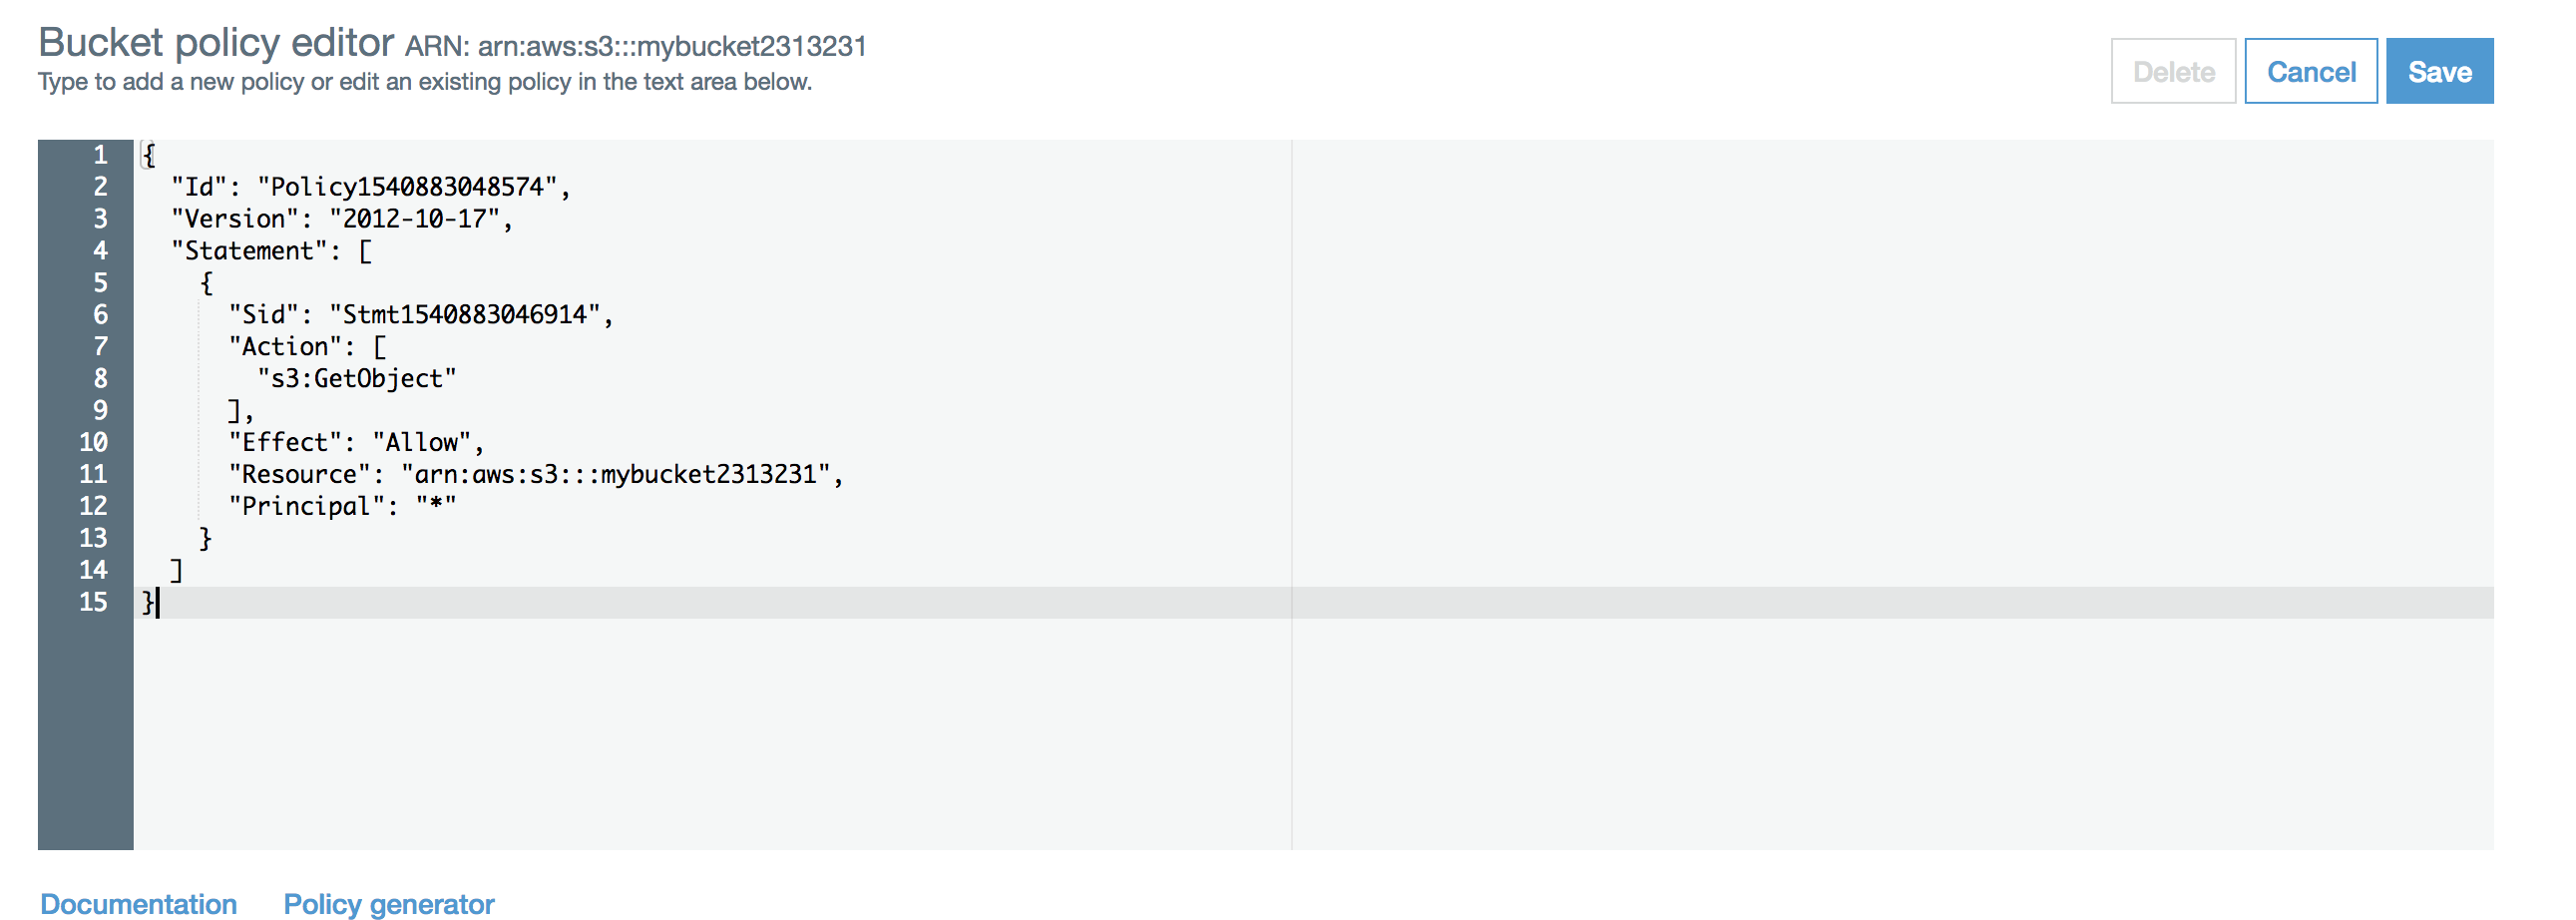 Bucket policy editor ARN: arn:aws:s3:::mybucket2313231
Type to add a new policy or edit an existing policy in the text area below.
Delete Cancel Save
1 {
2 "Id": "Policy1540883048574",
3 "Version": "2012-10-17",
4 "Statement": [
5 {
6 "Sid": "Stmt1540883046914",
7 "Action": [
8 "s3:GetObject"
9 ],
10 "Effect": "Allow",
11 "Resource": "arn:aws:s3:::mybucket2313231",
12 "Principal": "*"
13 }
14 ]
15 }
Documentation Policy generator